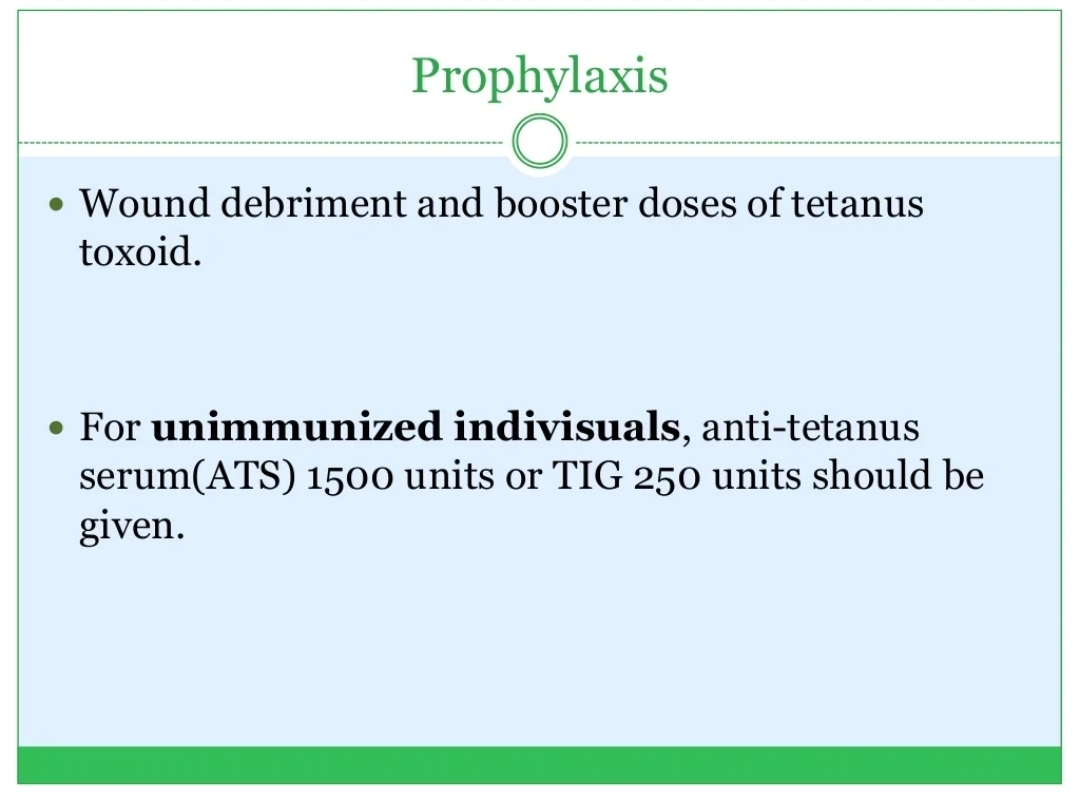 Prophylaxis
• Wound debriment and booster doses of tetanus
toxoid.
• For unimmunized indivisuals, anti-tetanus
serum(ATS) 1500 units or TIG 250 units should be
given.